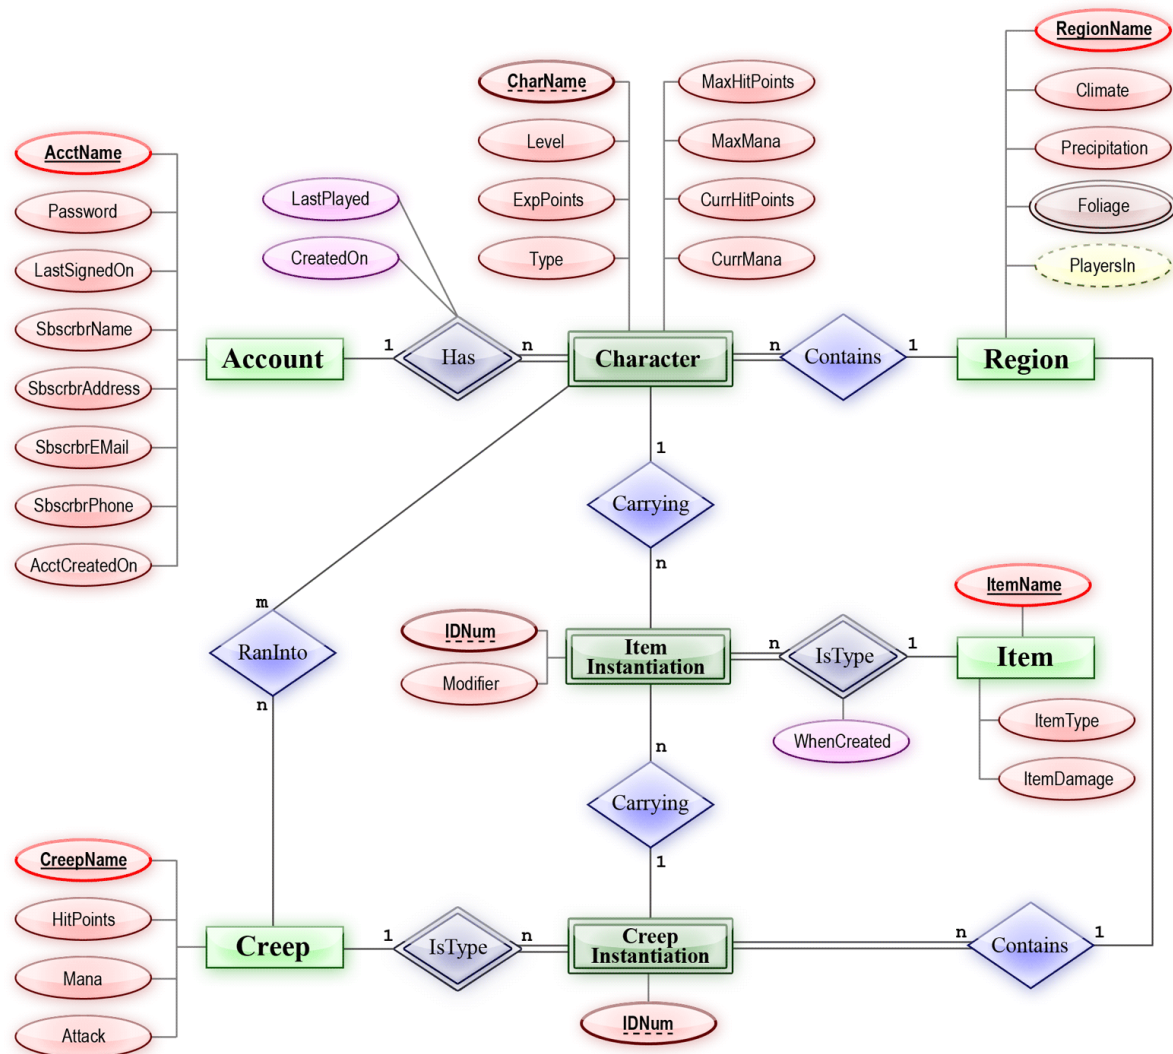 RegionName
CharName
MaxHitPoints
Climate
Level
MaxMana
AcctName
Precipitation
Password
LastPlayed
ExpPoints
CurrHitPoints
Foliage
LastSignedOn
CreatedOn
Type
CurrMana
PlayersIn
SbscrbrName
Account
1
Has
n
Character
n
Contains
1
Region
SbscrbrAddress
SbscrbrEMail
SbscrbrPhone
AcctCreatedOn
1
Carrying
n
m
RanInto
n
IDNum
Modifier
Item
Instantiation
n
IsType
1
ItemName
Item
WhenCreated
ItemType
ItemDamage
n
Carrying
1
CreepName
HitPoints
Mana
Attack
Creep
1
IsType
n
Creep
Instantiation
n
Contains
1
IDNum